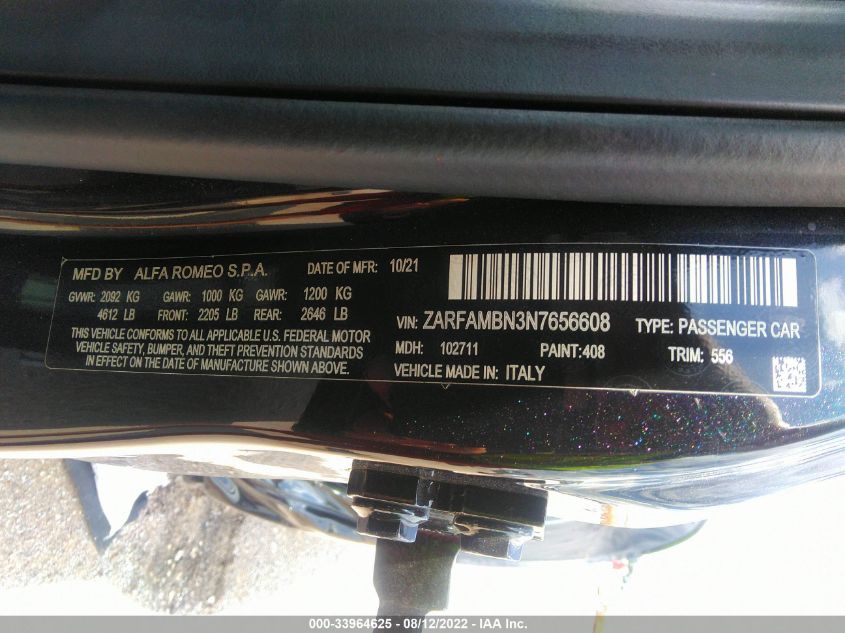 MFD BY ALFA ROMEO S.P.A. DATE OF MFR: 10/21
GVWR: 2092 KG GAWR: 1000 KG GAWR: 1200 KG
4612 LB FRONT: 2205 LB REAR: 2646 LB
THIS VEHICLE CONFORMS TO ALL APPLICABLE U.S. FEDERAL MOTOR
VEHICLE SAFETY, BUMPER, AND THEFT PREVENTION STANDARDS
IN EFFECT ON THE DATE OF MANUFACTURE SHOWN ABOVE.
VIN: ZARFAMBN3N7656608 TYPE: PASSENGER CAR
MDH: 102711 PAINT:408 TRIM: 556
VEHICLE MADE IN: ITALY
000-33964625 - 08/12/2022 - IAA Inc.